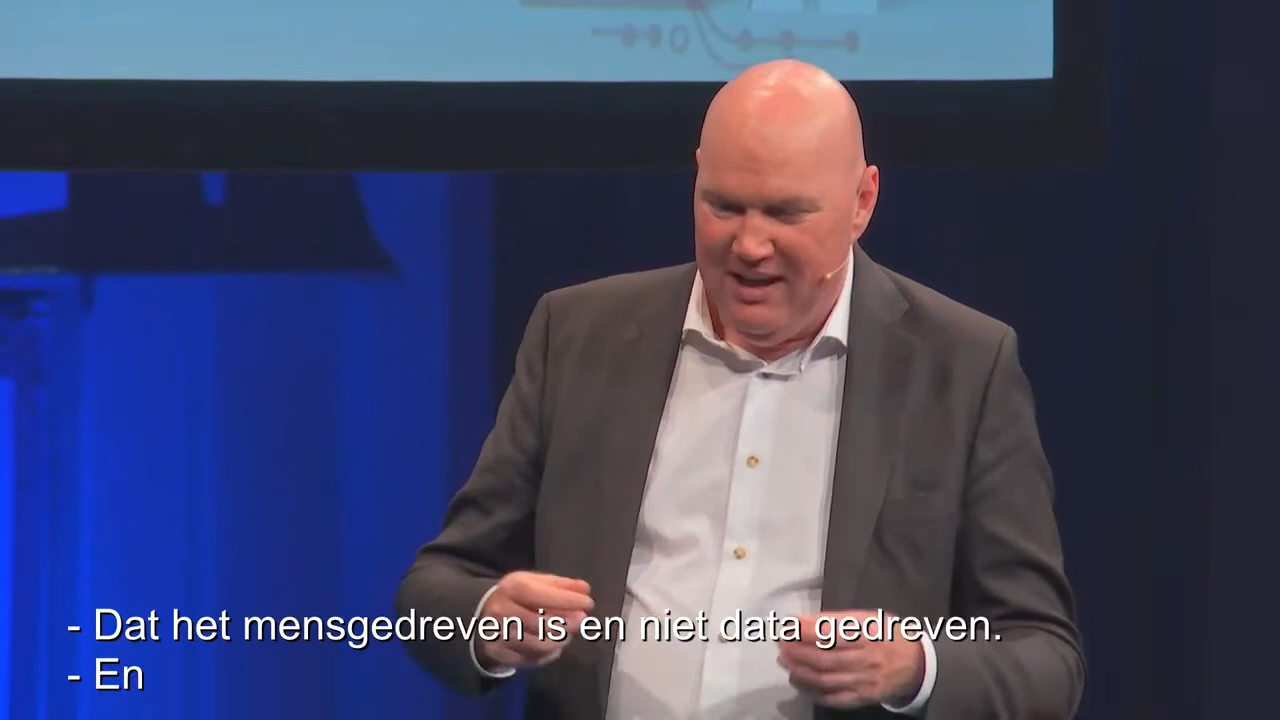 - Dat het mensgedreven is en niet data gedreven.
- En